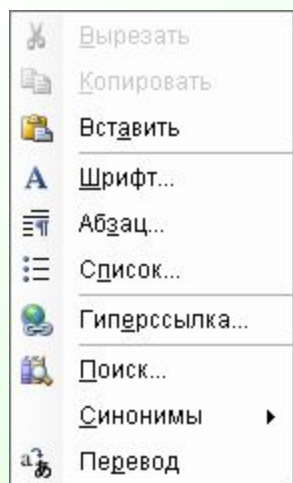 Вырезать
Копировать
Вставить
Шрифт...
Абзац...
Список...
Гиперссылка...
Поиск...
Синонимы
Перевод